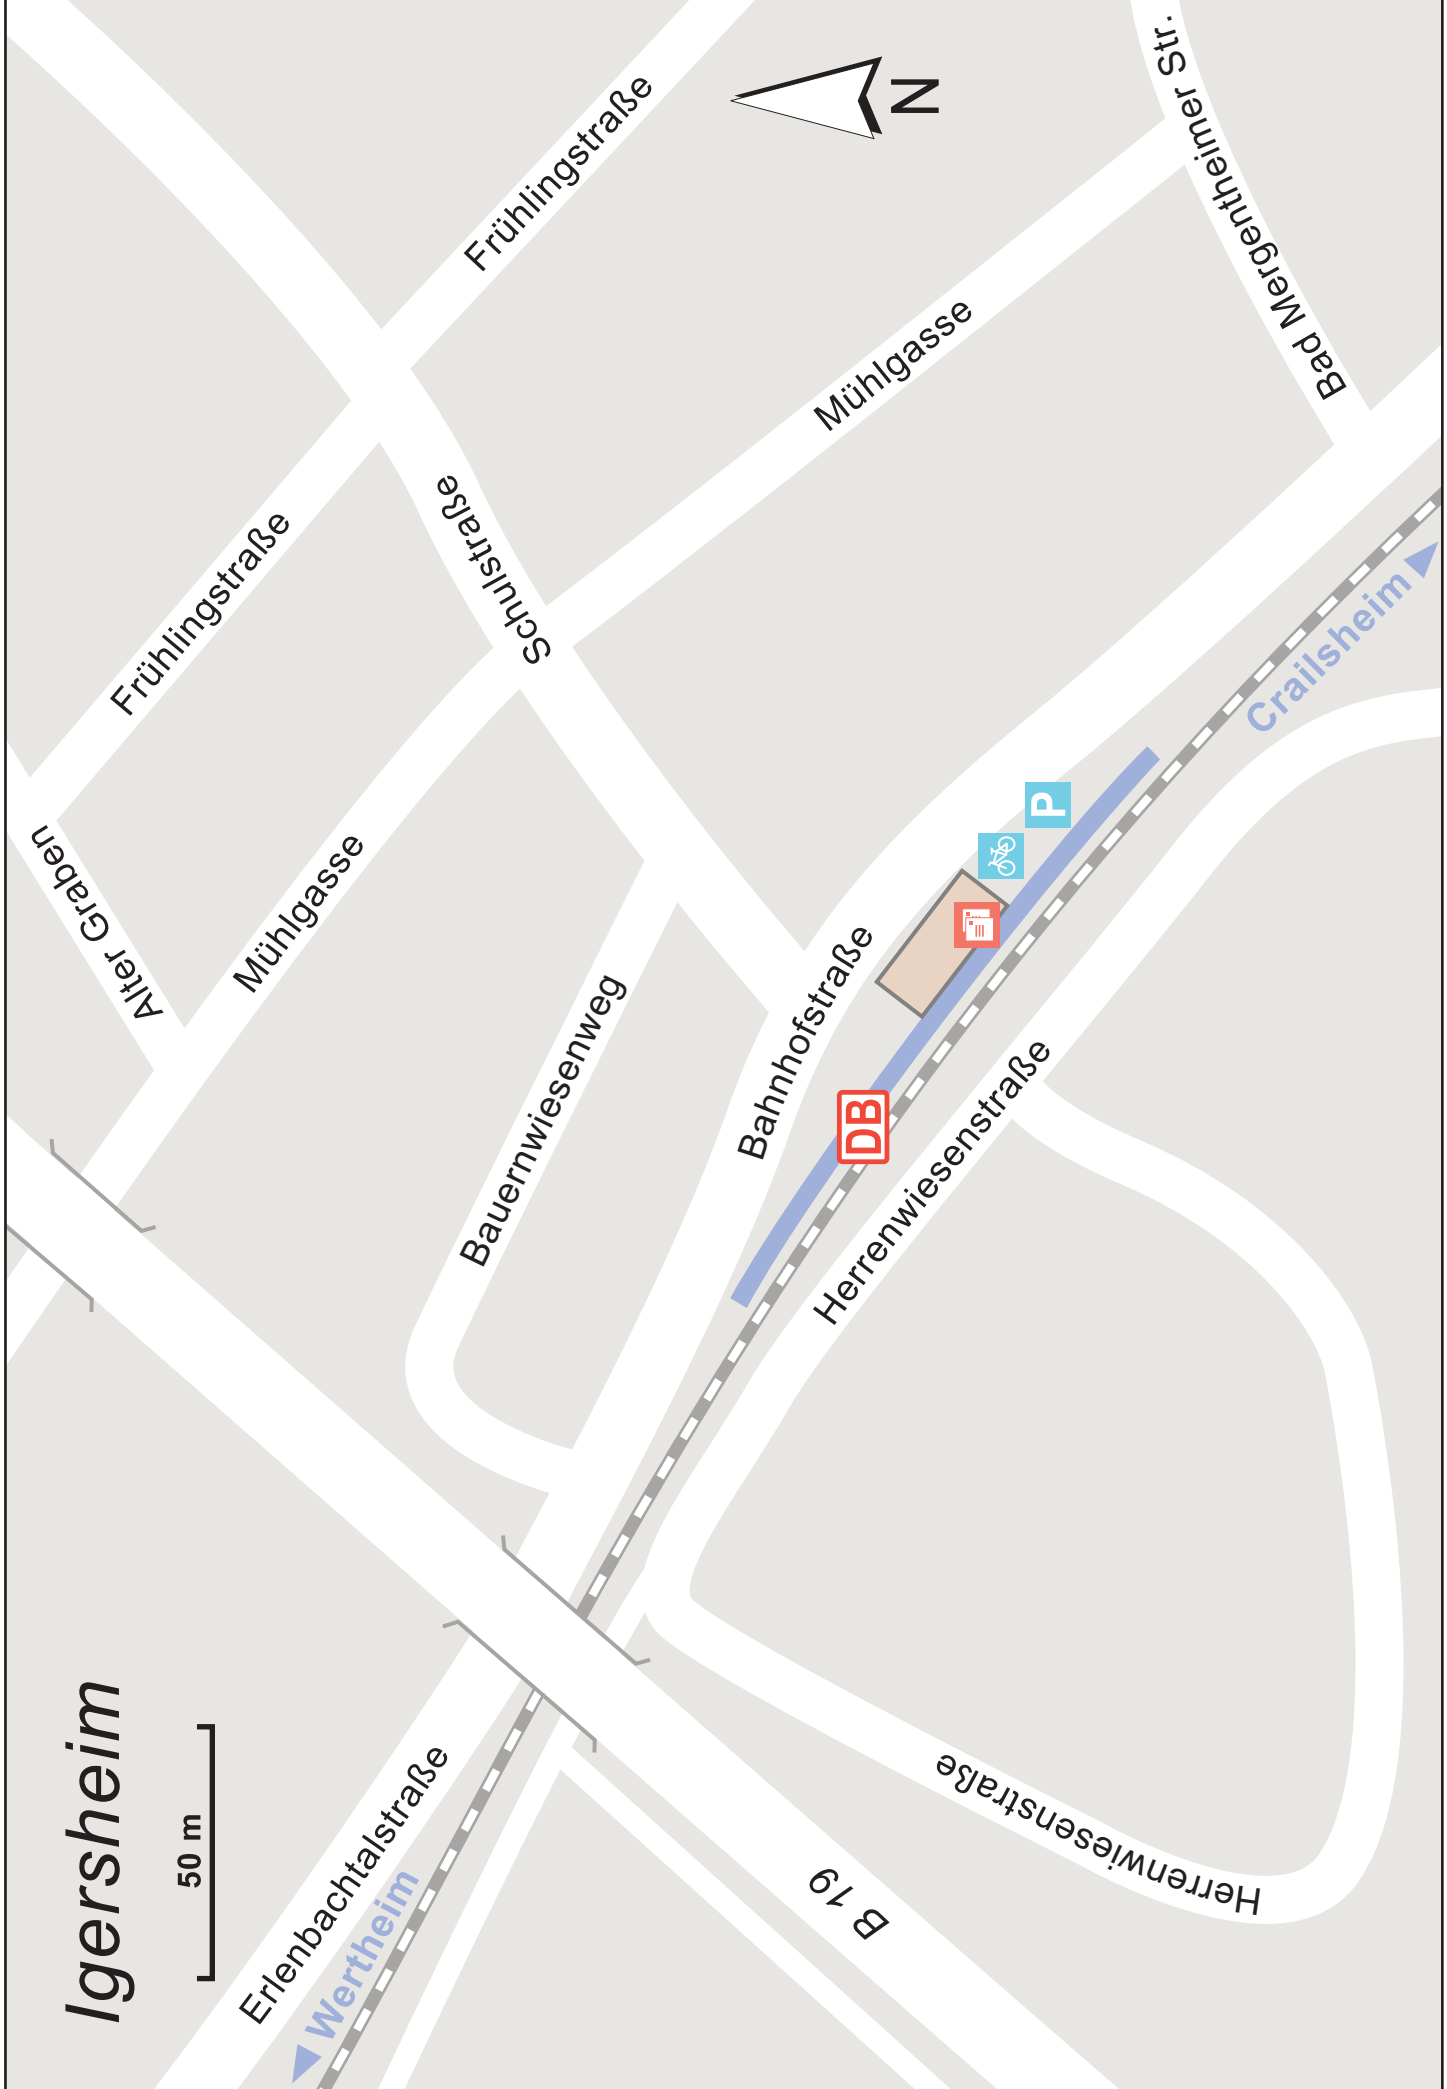 Igersheim
50 m
Erlenbachtalstraße
Wertheim
B 19
Herrenwiesenstraße
Herrenwiesenstraße
Alter Graben
Mühlgasse
Bauernwiesenweg
Bahnhofstraße
DB
P
Frühlingstraße
Schulstraße
Mühlgasse
Frühlingstraße
N
Bad Mergentheimer Str.
Crailsheim